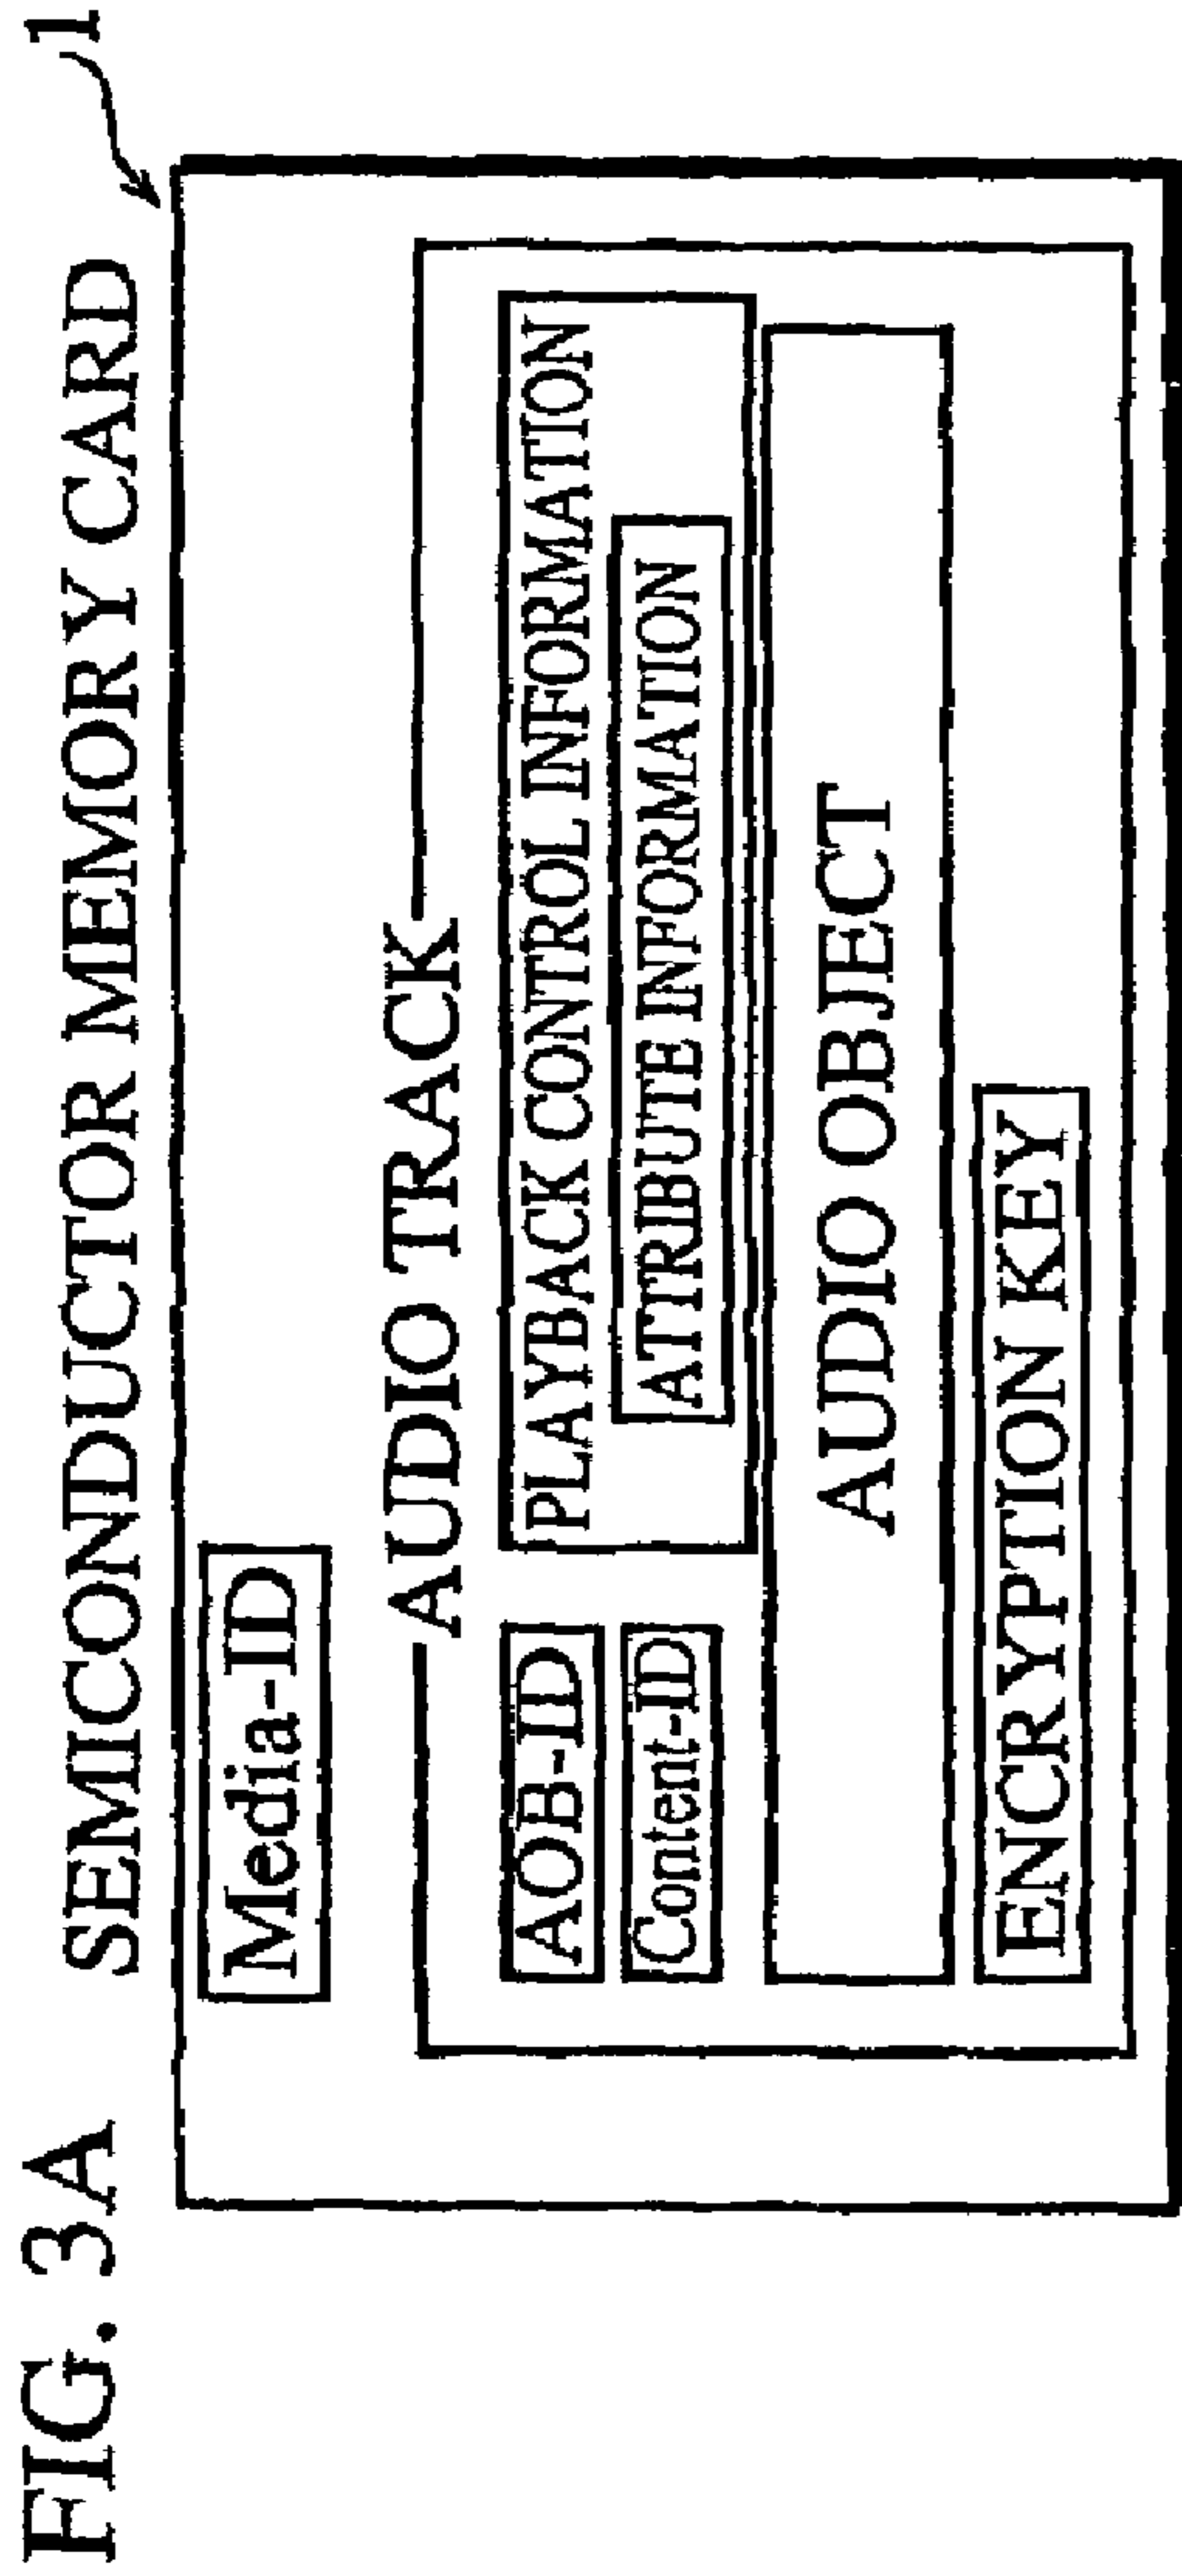 FIG. 3A
SEMICONDUCTOR MEMORY CARD
1
Media-ID
AUDIO TRACK
AOB-ID
PLAYBACK CONTROL INFORMATION
Content-ID
ATTRIBUTE INFORMATION
AUDIO OBJECT
ENCRYPTION KEY